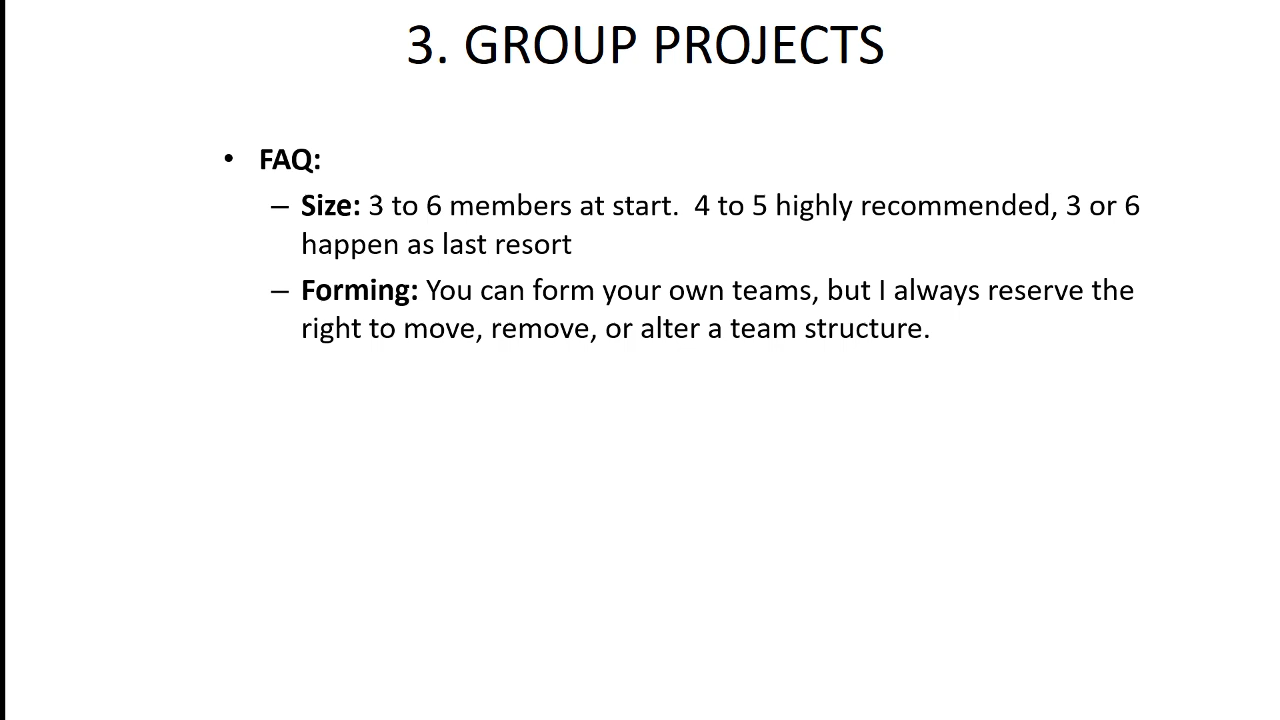 3. GROUP PROJECTS
• FAQ:
– Size: 3 to 6 members at start.  4 to 5 highly recommended, 3 or 6
happen as last resort
– Forming: You can form your own teams, but I always reserve the
right to move, remove, or alter a team structure.